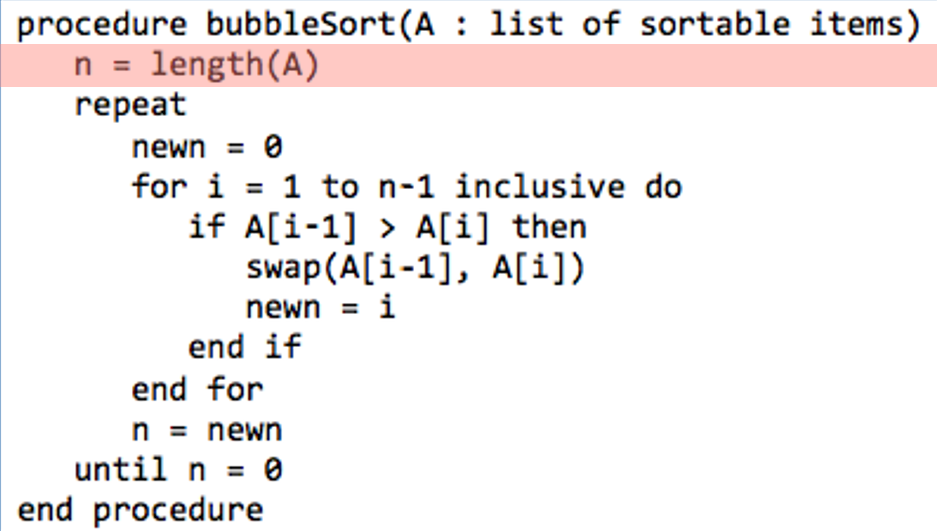 procedure bubbleSort(A : list of sortable items)
   n = length(A)
   repeat
      newn = 0
      for i = 1 to n-1 inclusive do
         if A[i-1] > A[i] then
            swap(A[i-1], A[i])
            newn = i
         end if
      end for
      n = newn
   until n = 0
end procedure